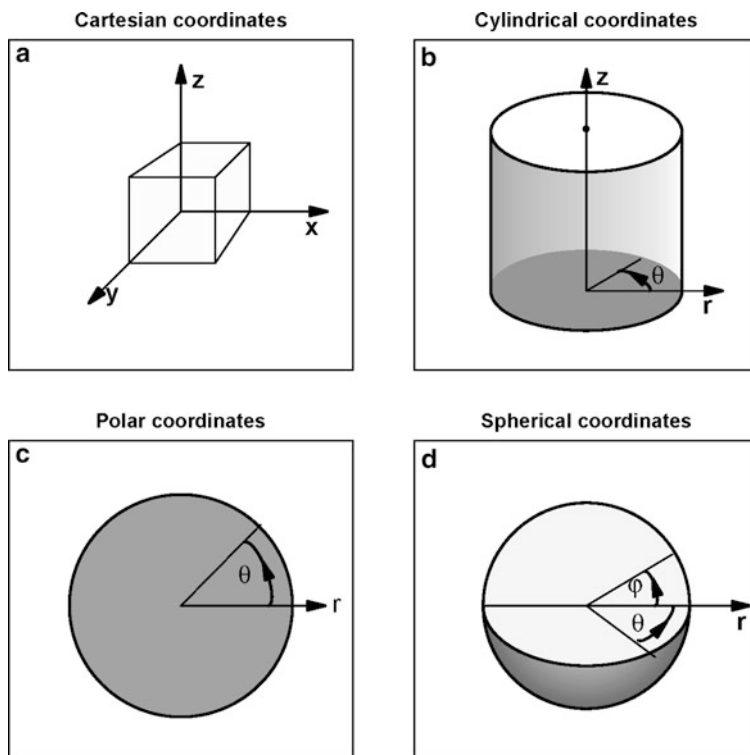 Cartesian coordinates
a
z
x
y
Cylindrical coordinates
b
z
θ
r
Polar coordinates
c
θ
r
Spherical coordinates
d
φ
θ
r